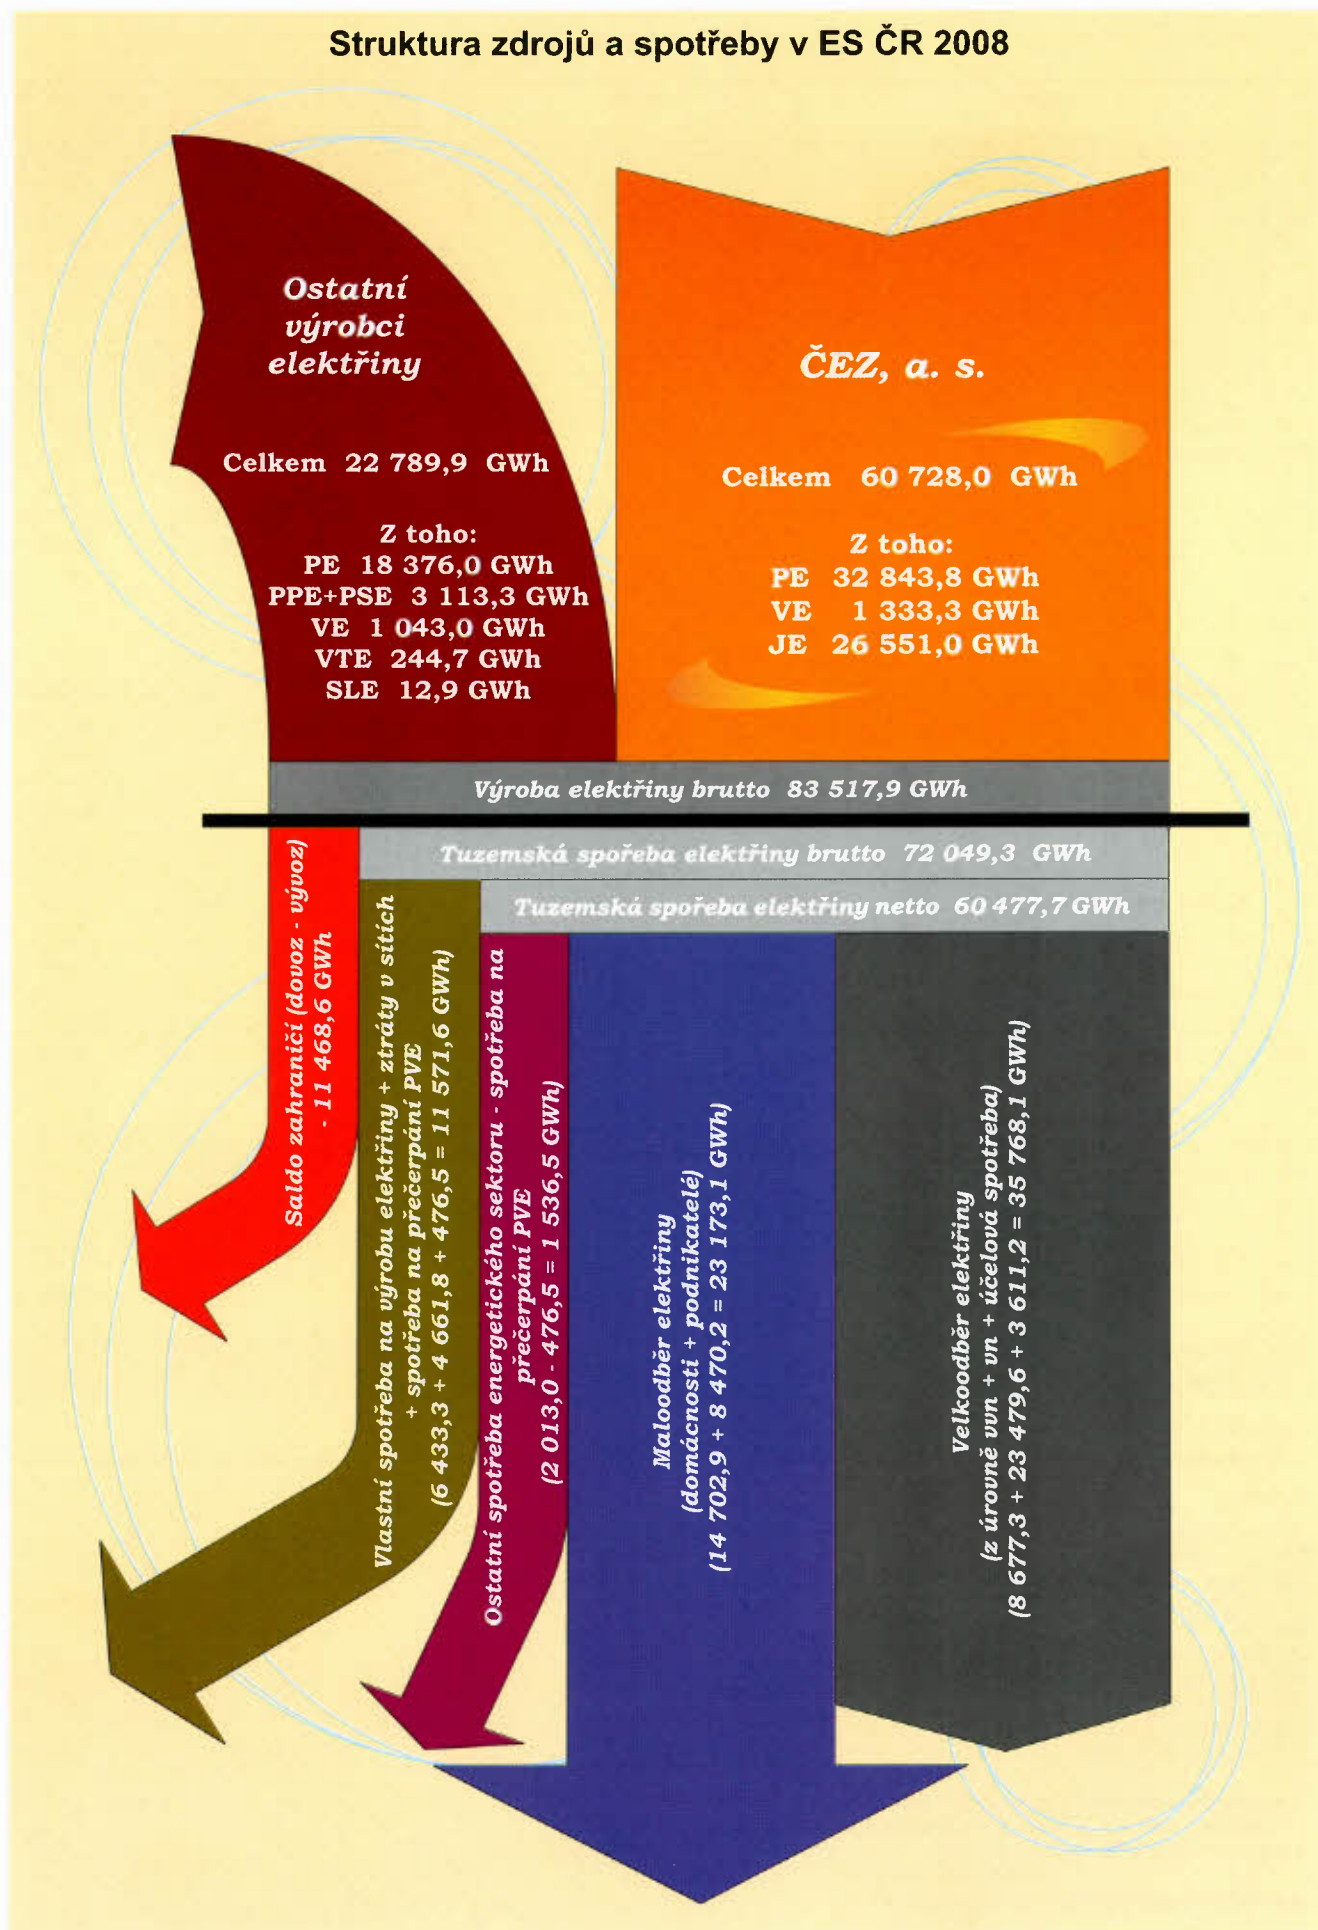 Struktura zdrojů a spotřeby v ES ČR 2008
Ostatní
výrobci
elektřiny
Celkem 22 789,9 GWh
Z toho:
PE 18 376,0 GWh
PPE+PSE 3 113,3 GWh
VE 1 043,0 GWh
VTE 244,7 GWh
SLE 12,9 GWh
ČEZ, a. s.
Celkem 60 728,0 GWh
Z toho:
PE 32 843,8 GWh
VE 1 333,3 GWh
JE 26 551,0 GWh
Výroba elektřiny brutto 83 517,9 GWh
Tuzemská spořeba elektřiny brutto 72 049,3 GWh
Tuzemská spořeba elektřiny netto 60 477,7 GWh
Saldo zahraničí (dovoz - vývoz)
- 11 468,6 GWh
Vlastní spotřeba na výrobu elektřiny + ztráty v sítích
+ spotřeba na přečerpání PVE
(6 433,3 + 4 661,8 + 476,5 = 11 571,6 GWh)
Ostatní spotřeba energetického sektoru - spotřeba na
přečerpání PVE
(2 013,0 - 476,5 = 1 536,5 GWh)
Maloodběr elektřiny
(domácnosti + podnikatelé)
(14 702,9 + 8 470,2 = 23 173,1 GWh)
Velkoodběr elektřiny
(z úrovně vvn + vn + účelová spotřeba)
(8 677,3 + 23 479,6 + 3 611,2 = 35 768,1 GWh)